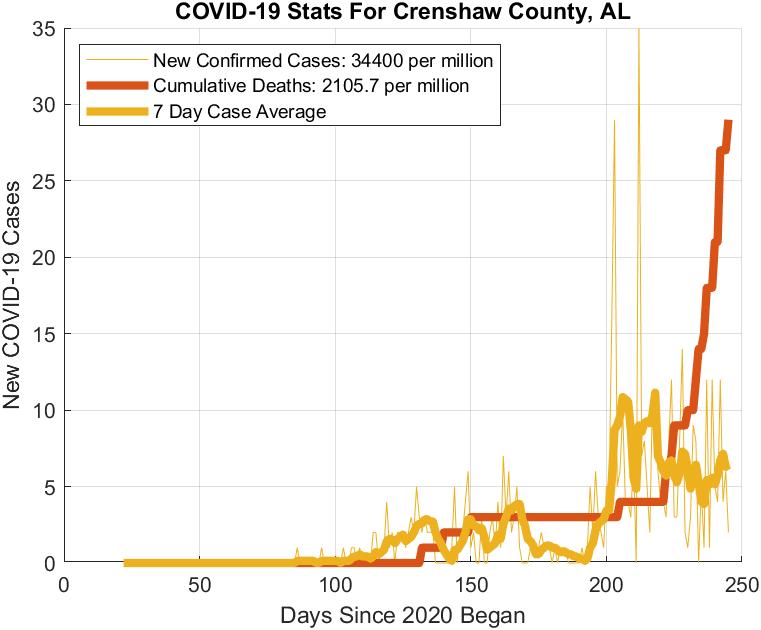 COVID-19 Stats For Crenshaw County, AL
35
30
25
20
15
10
5
0
New COVID-19 Cases
New Confirmed Cases: 34400 per million
Cumulative Deaths: 2105.7 per million
7 Day Case Average
0 50 100 150 200 250
Days Since 2020 Began